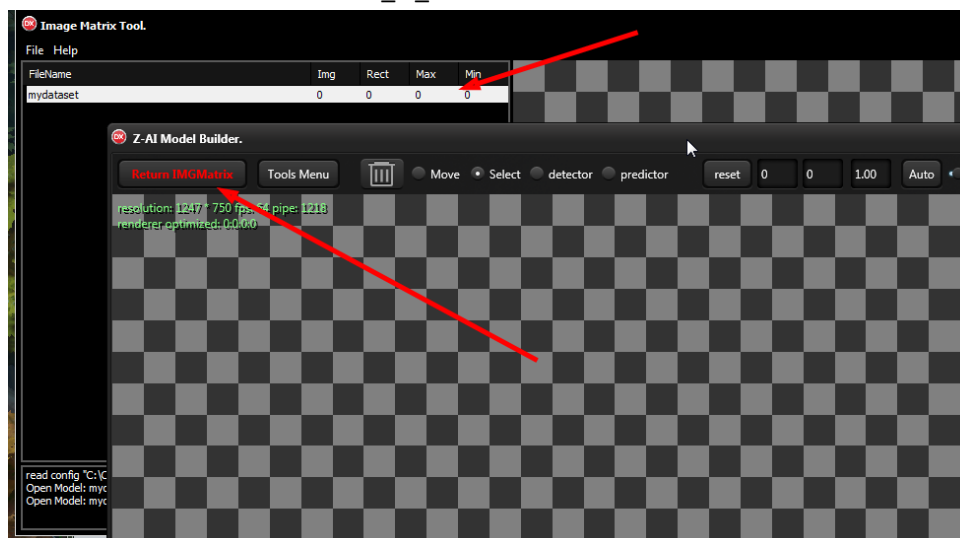 Image Matrix Tool.
File Help
FileName Img Rect Max Min
mydataset 0 0 0 0
Z-AI Model Builder.
Return IMGMatrix Tools Menu Move Select detector predictor reset 0 0 1.00 Auto
resolution: 1247 * 750 fps: 64 pipe: 1218
renderer optimized: 0:0.0:0
read config "C:\C
Open Model: myd
Open Model: myd